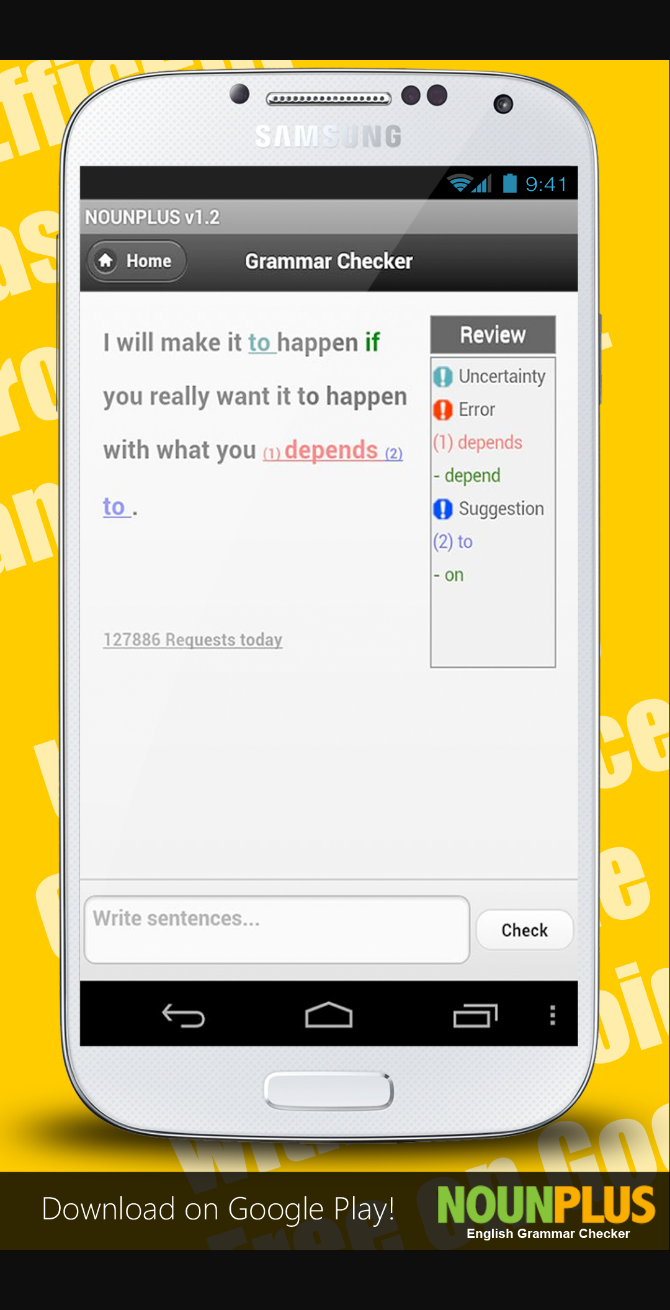 SAMSUNG
9:41
NOUNPLUS v1.2
Home
Grammar Checker
I will make it to happen if
you really want it to happen
with what you (1) depends (2)
to .
127886 Requests today
Review
Uncertainty
Error
(1) depends
- depend
Suggestion
(2) to
- on
Write sentences...
Check
Download on Google Play!
NOUNPLUS
English Grammar Checker